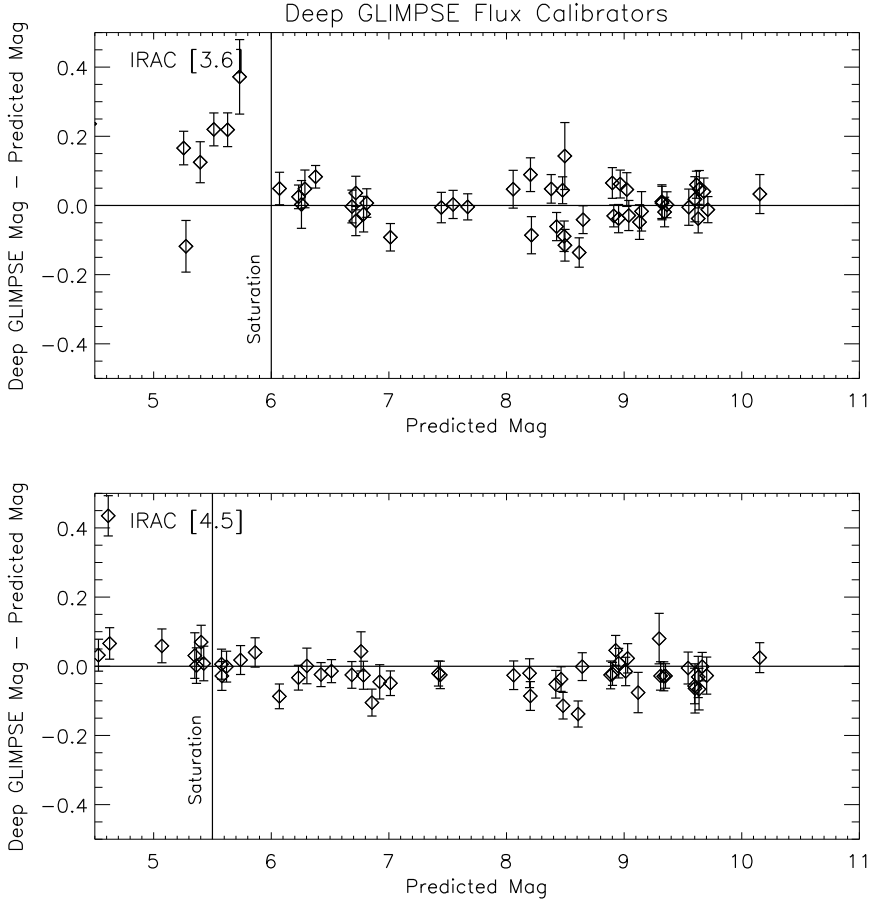 Deep GLIMPSE Flux Calibrators
IRAC [3.6]
Deep GLIMPSE Mag − Predicted Mag
0.4
0.2
0.0
−0.2
−0.4
Saturation
5 6 7 8 9 10 11
Predicted Mag
IRAC [4.5]
Deep GLIMPSE Mag − Predicted Mag
0.4
0.2
0.0
−0.2
−0.4
Saturation
5 6 7 8 9 10 11
Predicted Mag